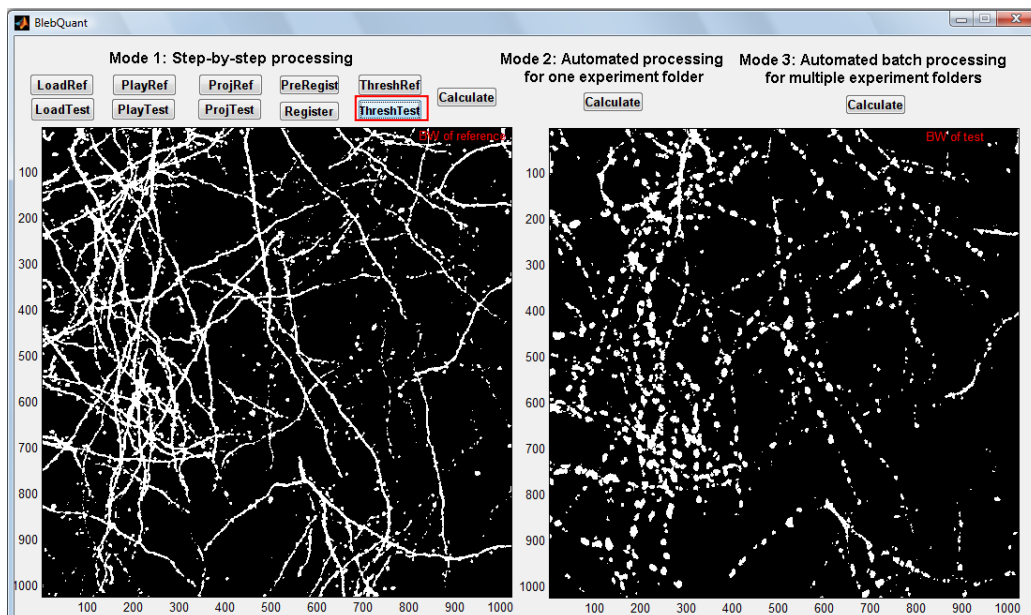 BlebQuant
Mode 1: Step-by-step processing
Mode 2: Automated processing
for one experiment folder
Mode 3: Automated batch processing
for multiple experiment folders
LoadRef PlayRef ProjRef PreRegist ThreshRef
Calculate
LoadTest PlayTest ProjTest Register ThreshTest
Calculate
Calculate
BW of reference
100
200
300
400
500
600
700
800
900
1000
100 200 300 400 500 600 700 800 900 1000
BW of test
100
200
300
400
500
600
700
800
900
1000
100 200 300 400 500 600 700 800 900 1000